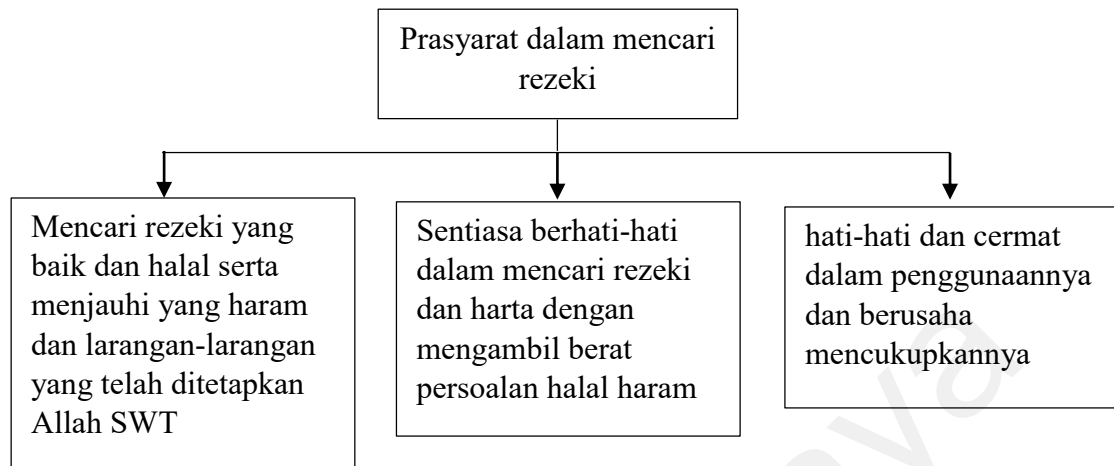 Prasyarat dalam mencari
rezeki
Mencari rezeki yang
baik dan halal serta
menjauhi yang haram
dan larangan-larangan
yang telah ditetapkan
Allah SWT
Sentiasa berhati-hati
dalam mencari rezeki
dan harta dengan
mengambil berat
persoalan halal haram
hati-hati dan cermat
dalam penggunaannya
dan berusaha
mencukupkannya